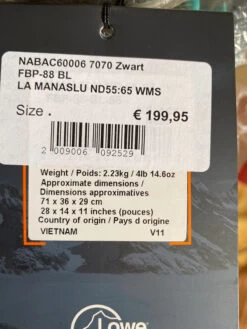 NABAC60006 7070 Zwart
FBP-88 BL
LA MANASLU ND55:65 WMS
Size .
€ 199,95
2 009006 092529
Weight / Poids: 2.23kg / 4lb 14.6oz
Approximate dimensions /
Dimensions approximatives
71 x 36 x 29 cm
28 x 14 x 11 inches (pouces)
Country of origin / Pays d origine
VIETNAM V11
Lowe